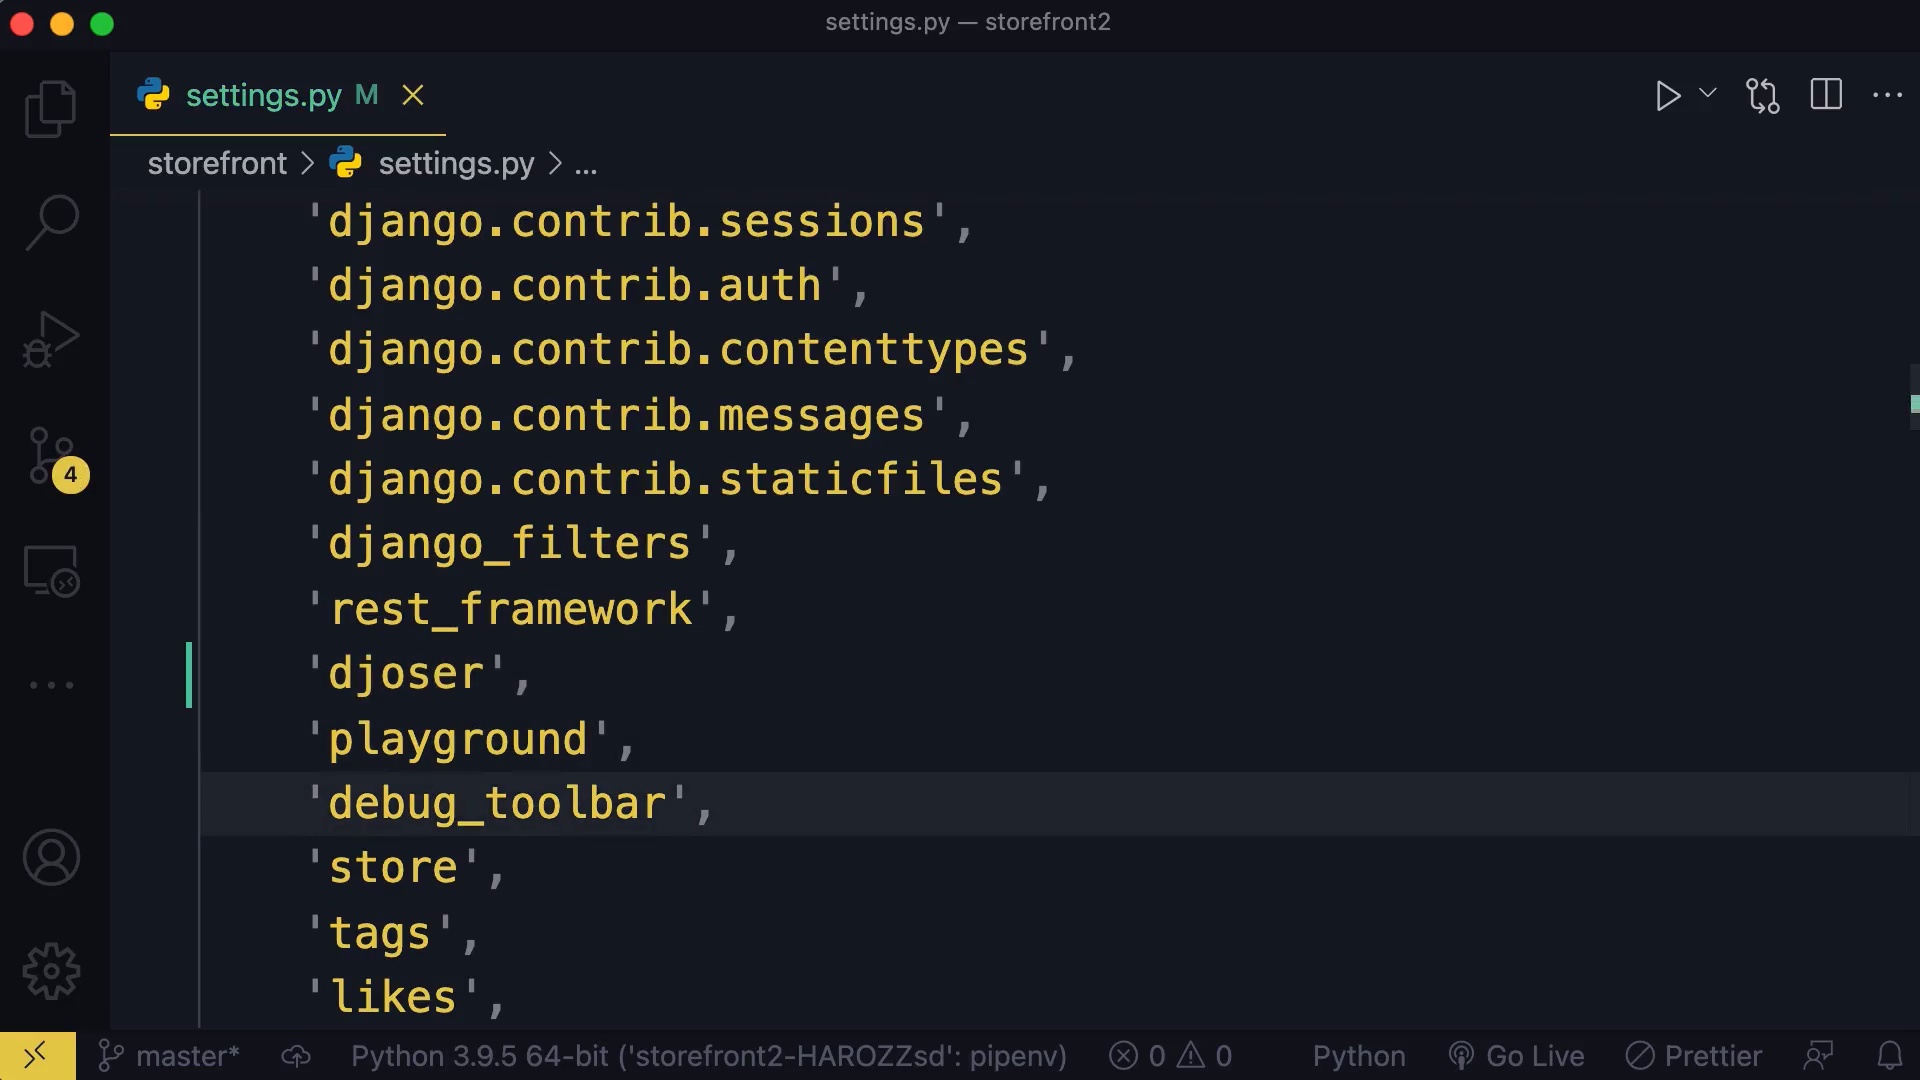 settings.py — storefront2
settings.py M
storefront > settings.py > ...
'django.contrib.sessions',
'django.contrib.auth',
'django.contrib.contenttypes',
'django.contrib.messages',
'django.contrib.staticfiles',
'django_filters',
'rest_framework',
'djoser',
'playground',
'debug_toolbar',
'store',
'tags',
'likes',
4
master* Python 3.9.5 64-bit ('storefront2-HAROZZsd': pipenv) 0 0 Python Go Live Prettier